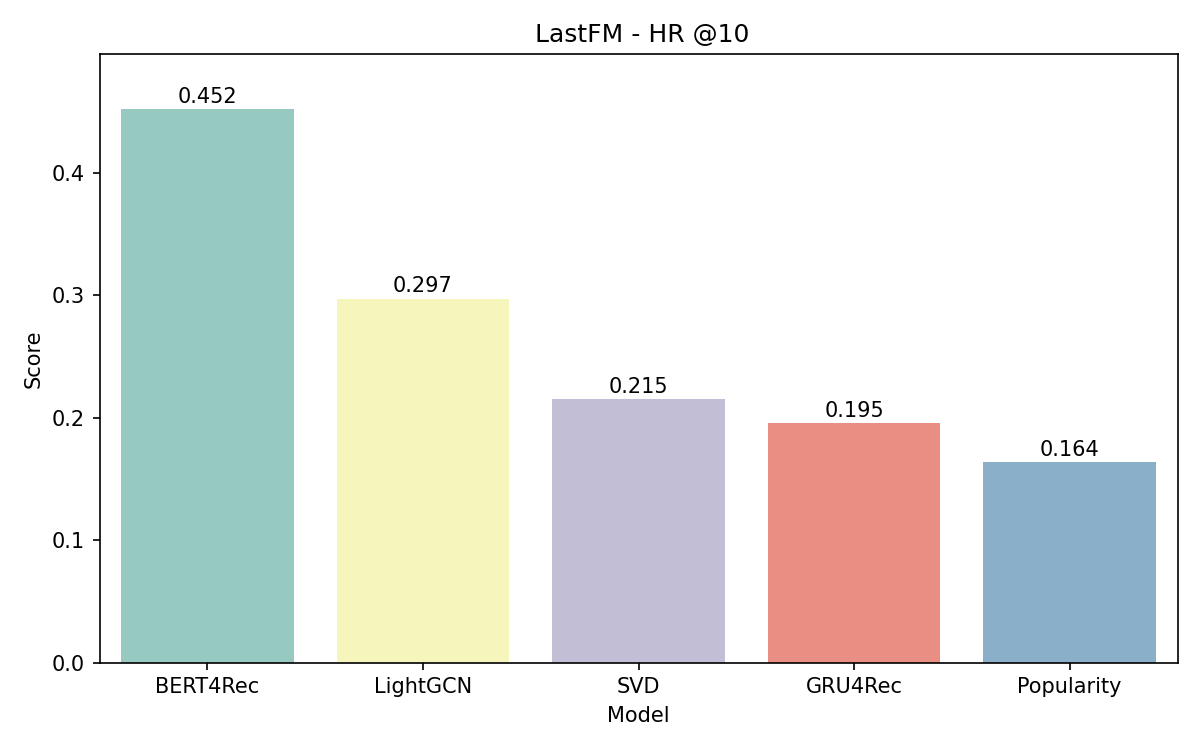 LastFM - HR @10
0.452
0.297
0.215
0.195
0.164
Score
0.4
0.3
0.2
0.1
0.0
BERT4Rec LightGCN SVD GRU4Rec Popularity
Model